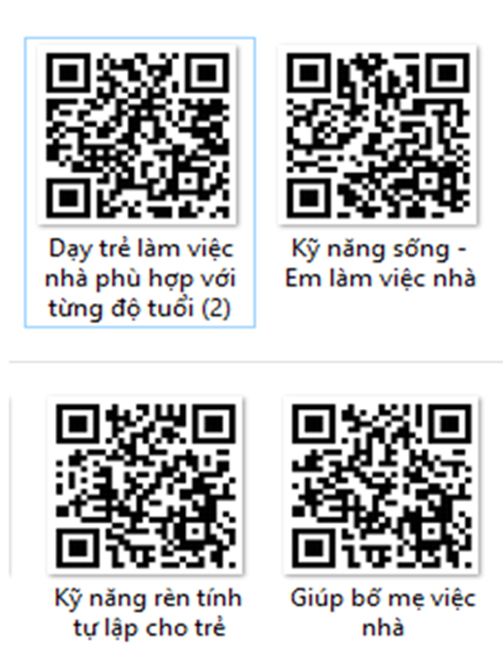 Dạy trẻ làm việc
nhà phù hợp với
từng độ tuổi (2)
Kỹ năng sống -
Em làm việc nhà
Kỹ năng rèn tính
tự lập cho trẻ
Giúp bố mẹ việc
nhà